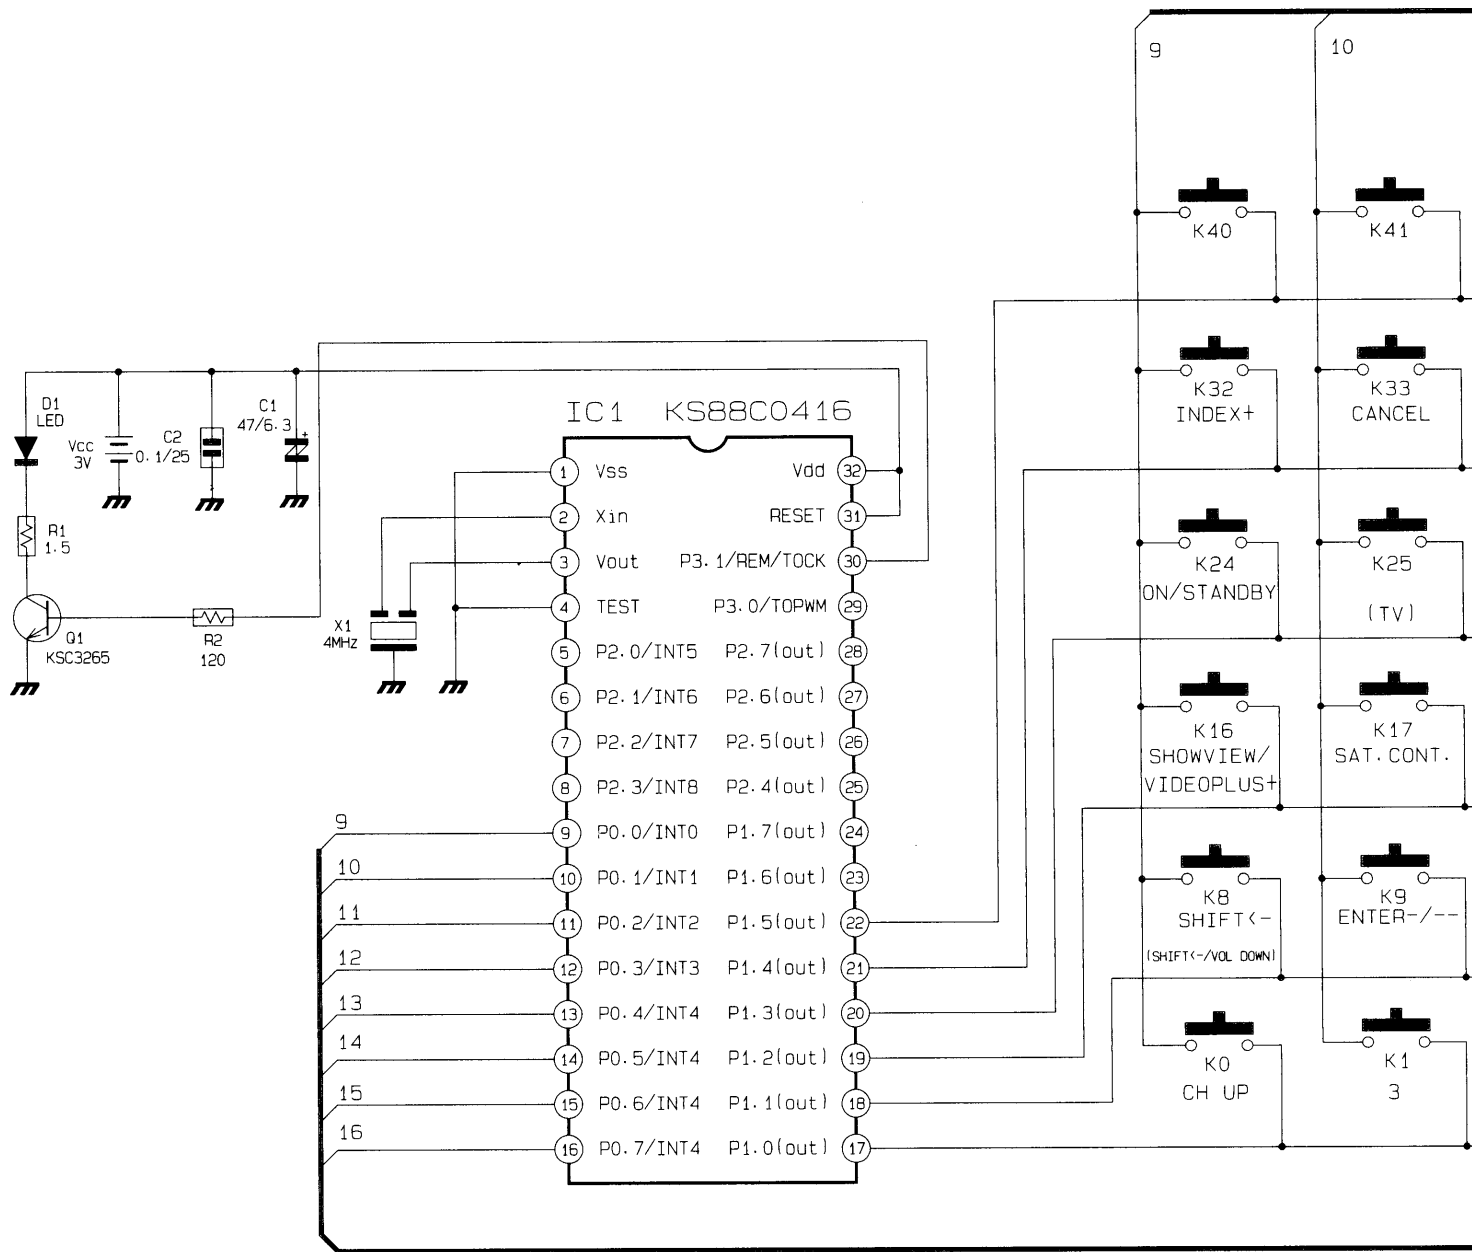 9 10
K40 K41
K32 K33
INDEX+ CANCEL
K24 K25
ON/STANDBY
(TV)
K16 K17
SHOWVIEW/ SAT.CONT.
VIDEOPLUS+
K8 K9
SHIFT<- ENTER-/--
(SHIFT<-/VOL DOWN)
K0 K1
CH UP 3
D1
LED
Vcc
3V
C2
0.1/25
C1
47/6.3
+
R1
1.5
Q1
KSC3265
R2
120
X1
4MHz
IC1 KS88C0416
1 Vss Vdd 32
2 Xin RESET 31
3 Vout P3.1/REM/TOCK 30
4 TEST P3.0/TOPWM 29
5 P2.0/INT5 P2.7(out) 28
6 P2.1/INT6 P2.6(out) 27
7 P2.2/INT7 P2.5(out) 26
8 P2.3/INT8 P2.4(out) 25
9 9 P0.0/INT0 P1.7(out) 24
10 10 P0.1/INT1 P1.6(out) 23
11 11 P0.2/INT2 P1.5(out) 22
12 12 P0.3/INT3 P1.4(out) 21
13 13 P0.4/INT4 P1.3(out) 20
14 14 P0.5/INT4 P1.2(out) 19
15 15 P0.6/INT4 P1.1(out) 18
16 16 P0.7/INT4 P1.0(out) 17